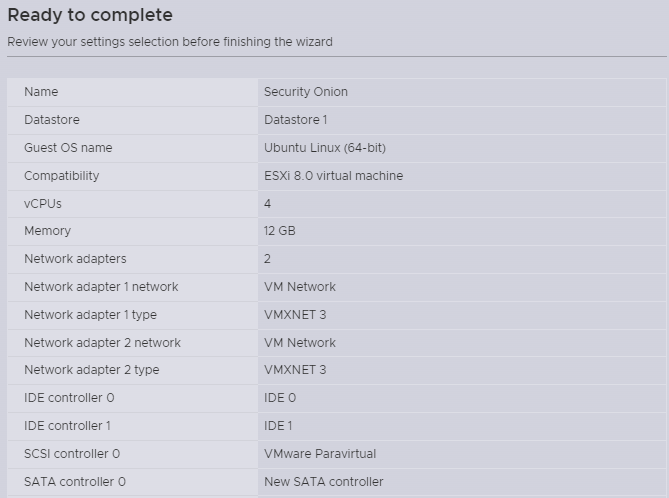 Ready to complete
Review your settings selection before finishing the wizard
Name Security Onion
Datastore Datastore 1
Guest OS name Ubuntu Linux (64-bit)
Compatibility ESXi 8.0 virtual machine
vCPUs 4
Memory 12 GB
Network adapters 2
Network adapter 1 network VM Network
Network adapter 1 type VMXNET 3
Network adapter 2 network VM Network
Network adapter 2 type VMXNET 3
IDE controller 0 IDE 0
IDE controller 1 IDE 1
SCSI controller 0 VMware Paravirtual
SATA controller 0 New SATA controller